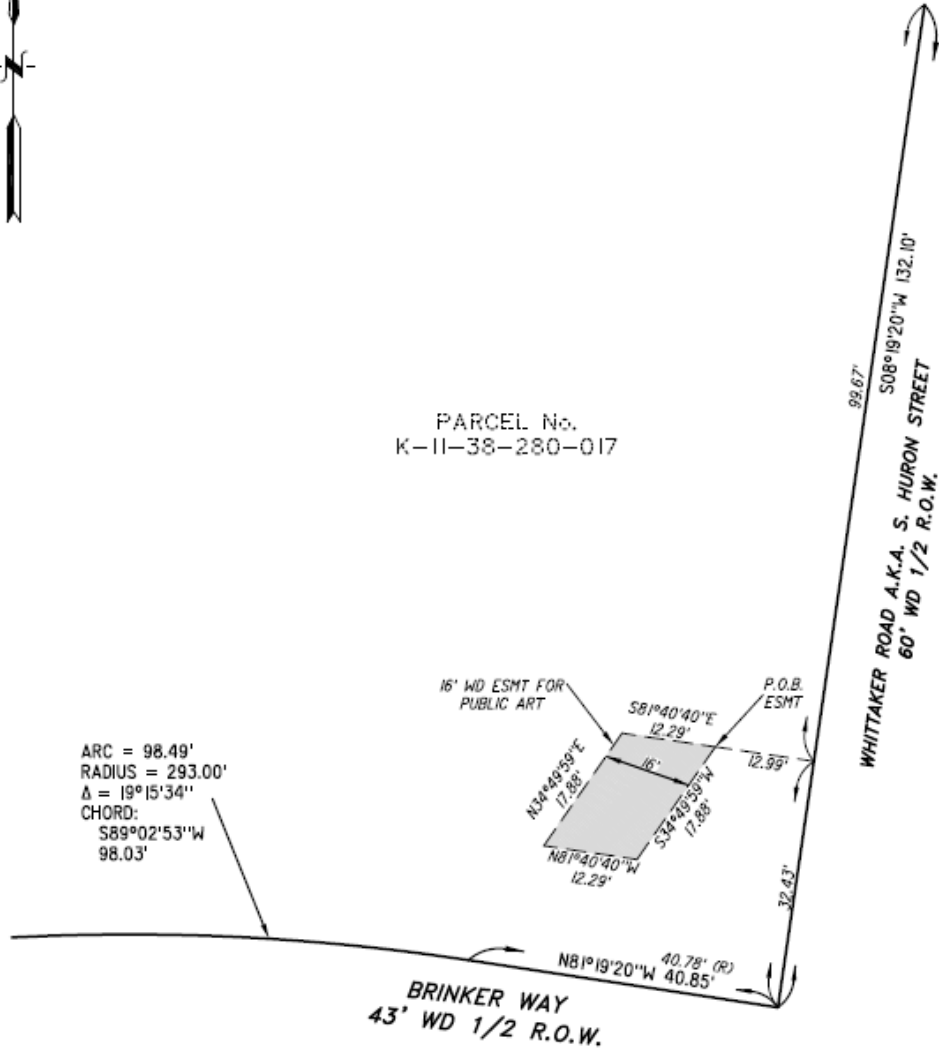 N
S08°19'20"W 132.10'
99.67'
WHITTAKER ROAD A.K.A. S. HURON STREET
60' WD 1/2 R.O.W.
PARCEL No.
K-11-38-280-017
16' WD ESMT FOR
PUBLIC ART
P.O.B.
ESMT
S81°40'40"E
12.29'
12.99'
16'
N34°49'59"E
17.88'
S34°49'59"W
17.88'
N81°40'40"W
12.29'
ARC = 98.49'
RADIUS = 293.00'
Δ = 19°15'34"
CHORD:
S89°02'53"W
98.03'
32.43'
40.78' (R)
N81°19'20"W 40.85'
BRINKER WAY
43' WD 1/2 R.O.W.